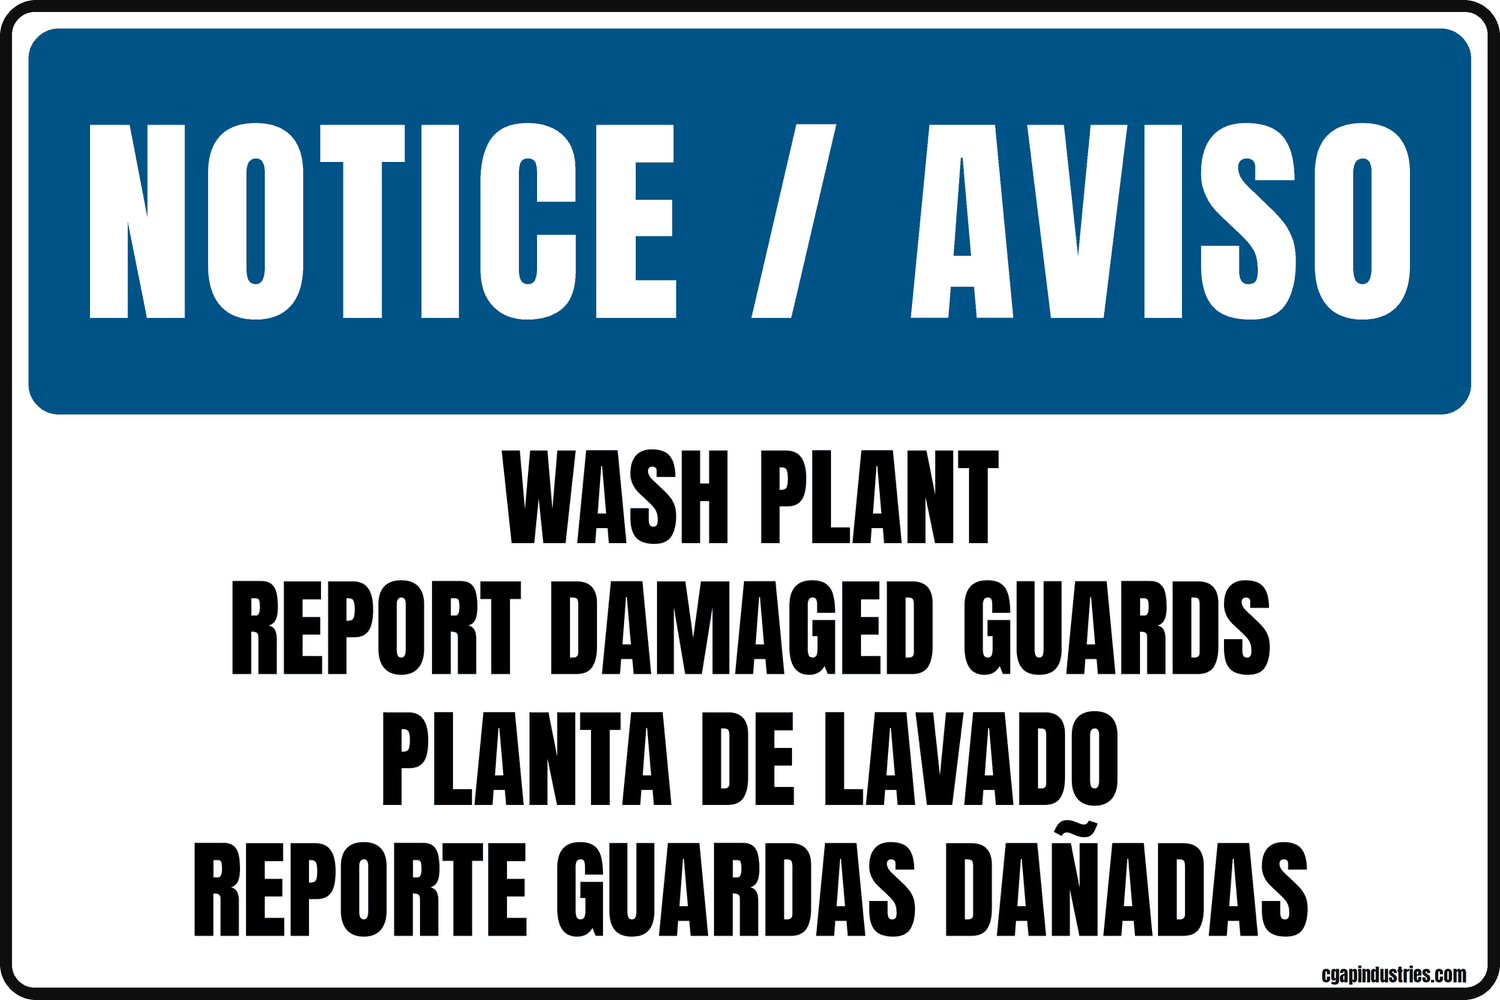 NOTICE / AVISO
WASH PLANT
REPORT DAMAGED GUARDS
PLANTA DE LAVADO
REPORTE GUARDAS DAÑADAS
cgapindustries.com